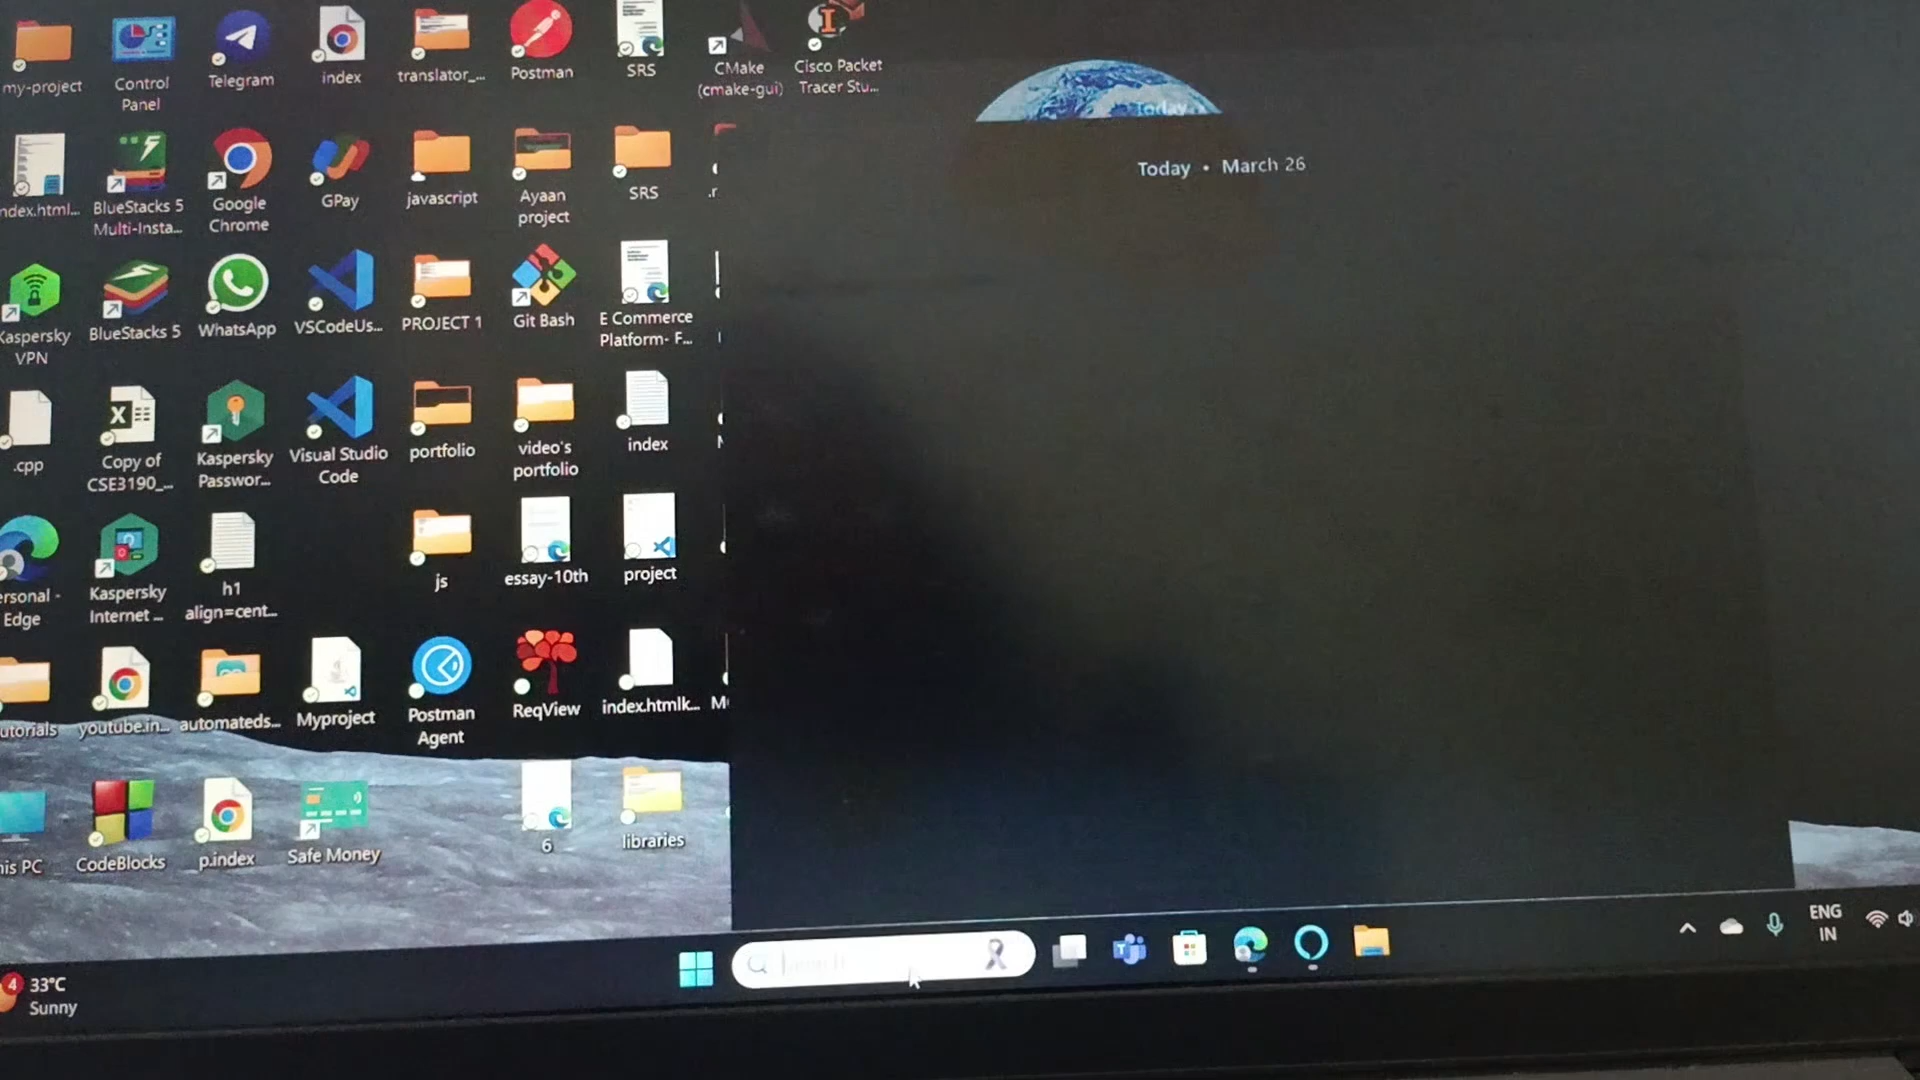 my-project
Control
Panel
Telegram
index
translator_...
Postman
SRS
CMake
(cmake-gui)
Cisco Packet
Tracer Stu...
Today
Today • March 26
ndex.html...
BlueStacks 5
Multi-Insta...
Google
Chrome
GPay
javascript
Ayaan
project
SRS
.r
Kaspersky
VPN
BlueStacks 5
WhatsApp
VSCodeUs...
PROJECT 1
Git Bash
E Commerce
Platform- F...
.cpp
Copy of
CSE3190_...
Kaspersky
Passwor...
Visual Studio
Code
portfolio
video's
portfolio
index
ersonal -
Edge
Kaspersky
Internet ...
h1
align=cent...
js
essay-10th
project
utorials
youtube.in...
automateds...
Myproject
Postman
Agent
ReqView
index.htmlk...
his PC
CodeBlocks
p.index
Safe Money
6
libraries
4
33°C
Sunny
ENG
IN